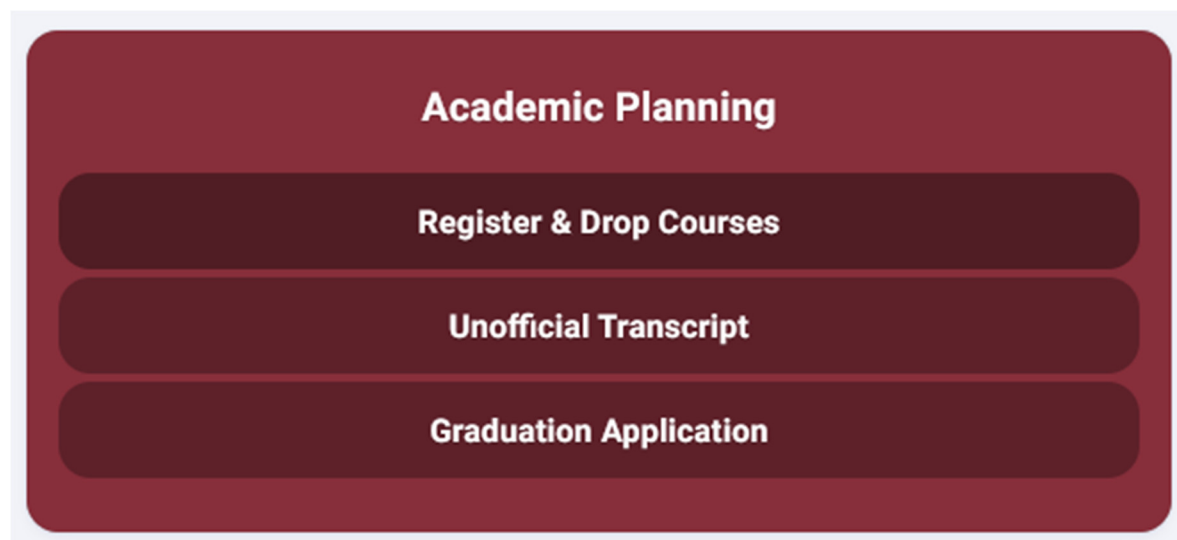 Academic Planning
Register & Drop Courses
Unofficial Transcript
Graduation Application